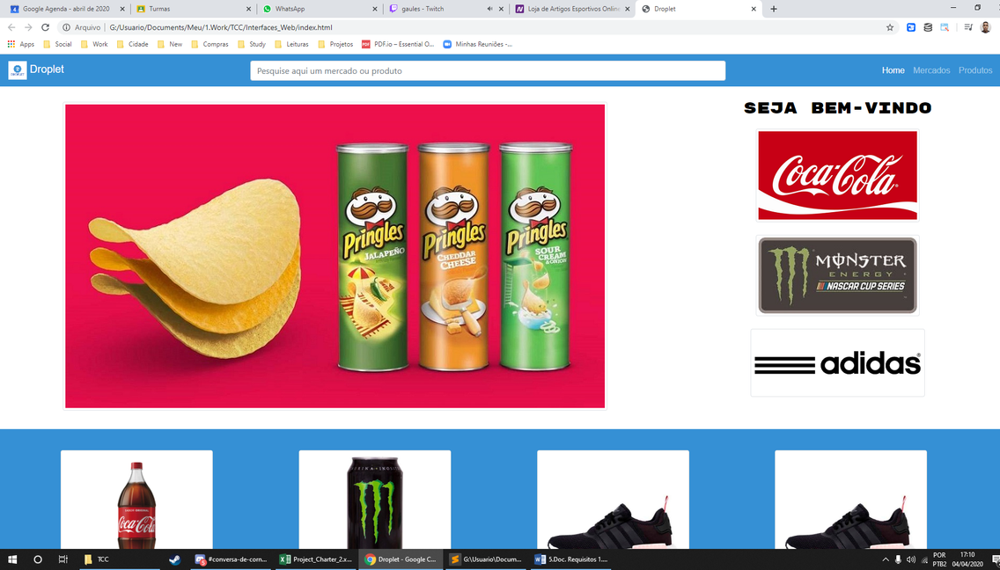 Google Agenda - abril de 2020
Turmas
WhatsApp
gaules - Twitch
Loja de Artigos Esportivos Online
Droplet
Arquivo | G:/Usuario/Documents/Meu/1.Work/TCC/Interfaces_Web/index.html
Apps
Social
Work
Cidade
New
Compras
Study
Leituras
Projetos
PDF.io – Essential O...
Minhas Reuniões -...
Droplet
Pesquise aqui um mercado ou produto
Home
Mercados
Produtos
SEJA BEM-VINDO
Coca-Cola
MONSTER
ENERGY
NASCAR CUP SERIES
adidas
Pringles
JALAPEÑO
Pringles
CHEDDAR
CHEESE
Pringles
SOUR
CREAM
& ONION
Coca-Cola
TCC
#conversa-de-corn...
Project_Charter_2.x...
Droplet - Google C...
G:\Usuario\Docum...
5.Doc. Requisitos 1....
POR
PTB2
17:10
04/04/2020